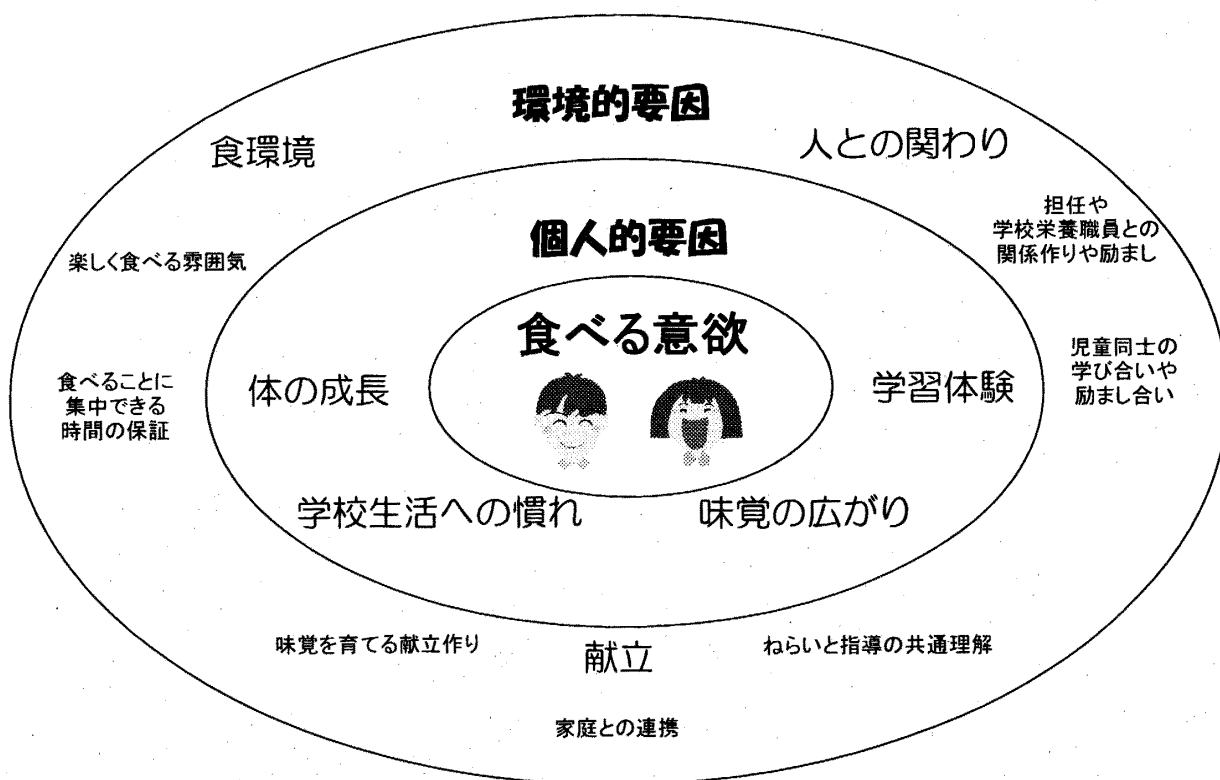 環境的要因
食環境
人との関わり
担任や
学校栄養職員との
関係作りや励まし
個人的要因
楽しく食べる雰囲気
食べる意欲
児童同士の
学び合いや
励まし合い
食べることに
集中できる
時間の保証
体の成長
学習体験
学校生活への慣れ
味覚の広がり
味覚を育てる献立作り
献立
ねらいと指導の共通理解
家庭との連携